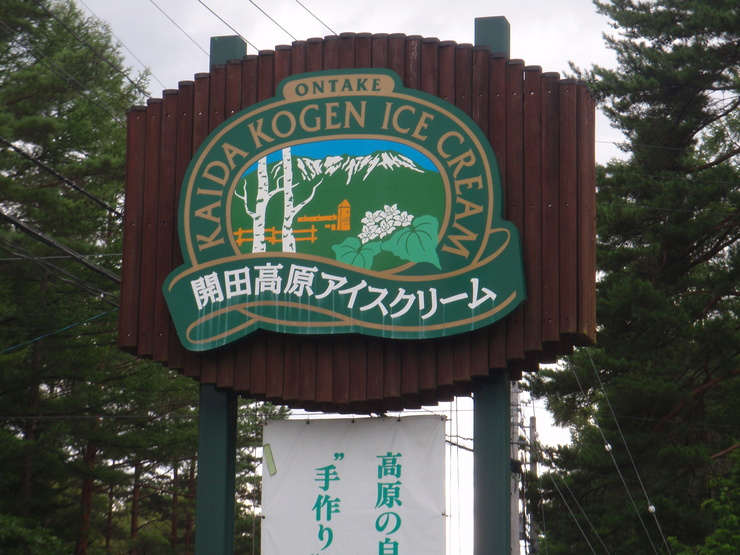 ONTAKE
KAIDA KOGEN ICE CREAM
開田高原アイスクリーム
高原の自
"手作り"